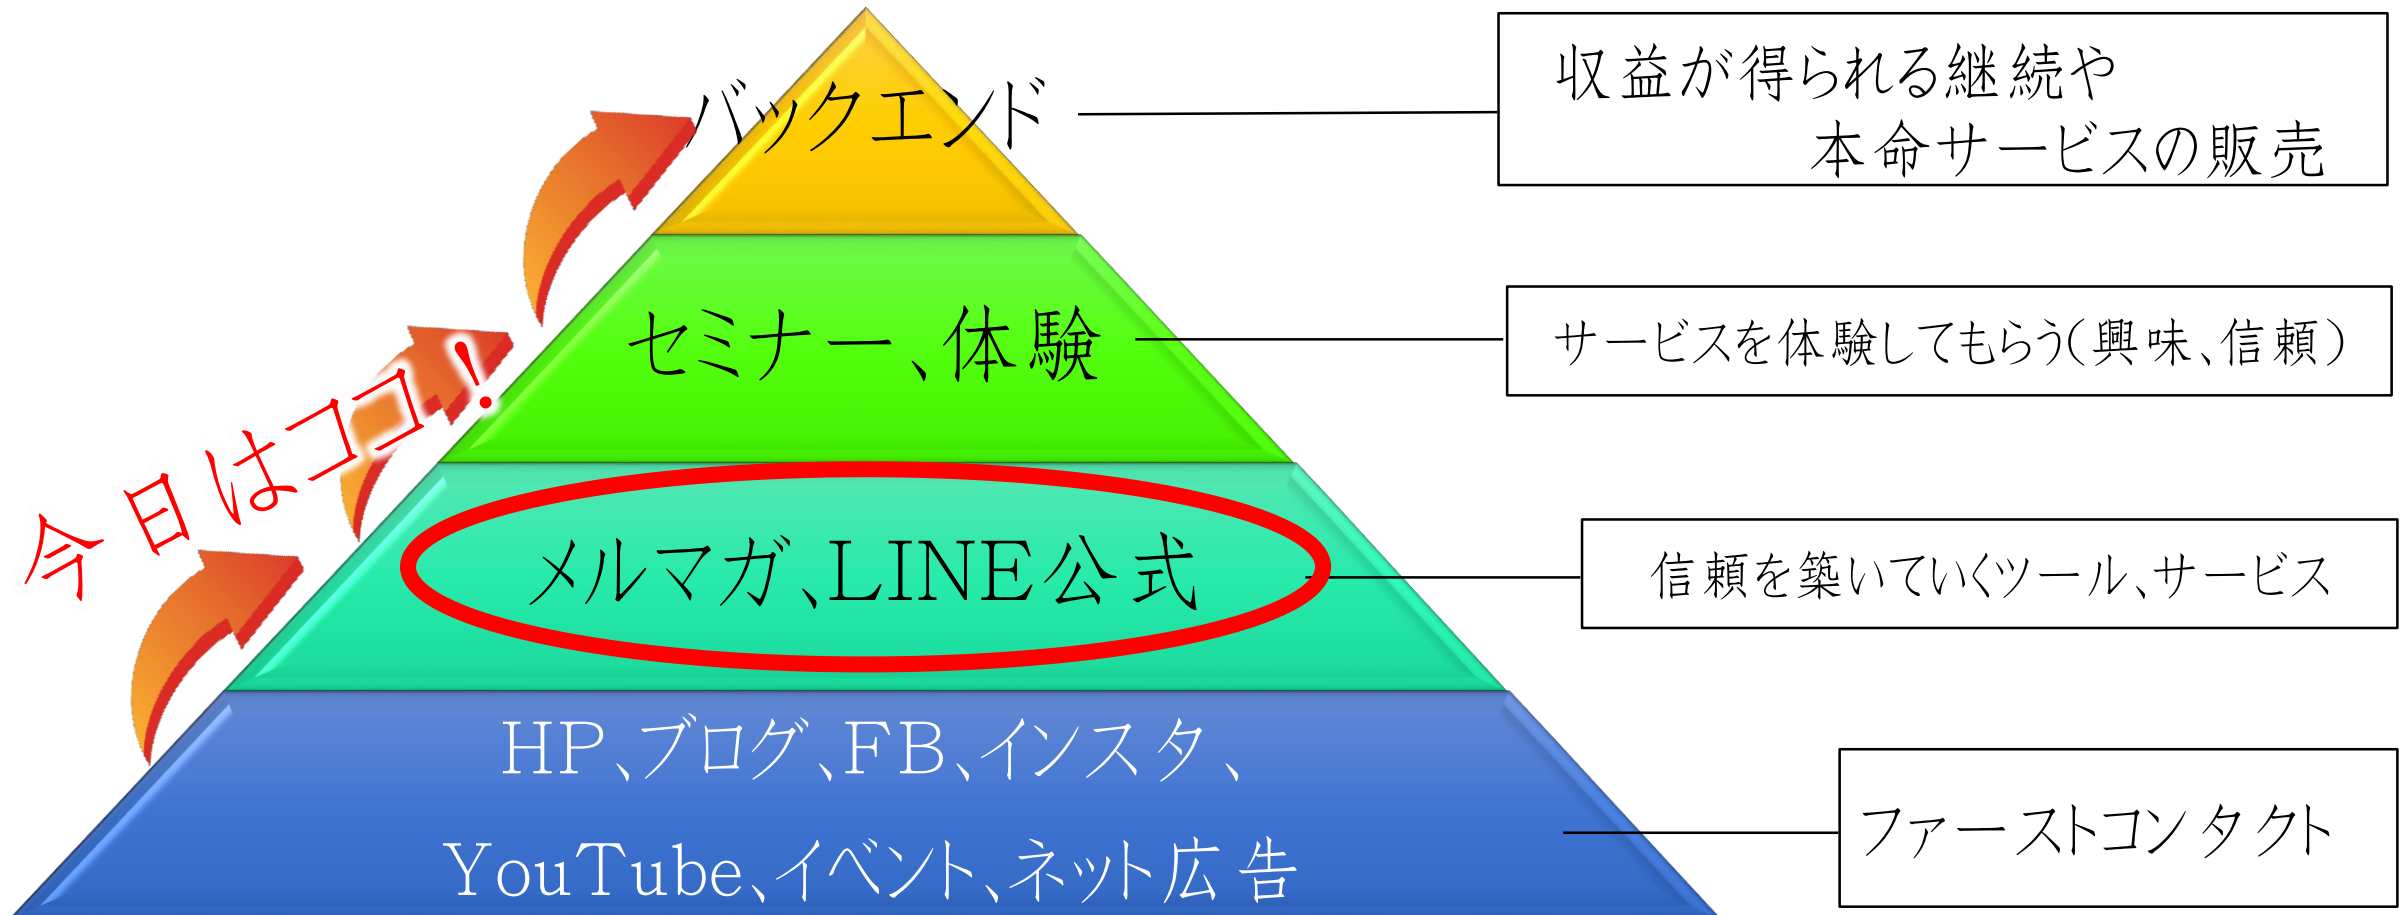 バックエンド
収益が得られる継続や
本命サービスの販売
セミナー、体験
サービスを体験してもらう(興味、信頼)
今日はココ!
メルマガ、LINE公式
信頼を築いていくツール、サービス
HP、ブログ、FB、インスタ、
YouTube、イベント、ネット広告
ファーストコンタクト